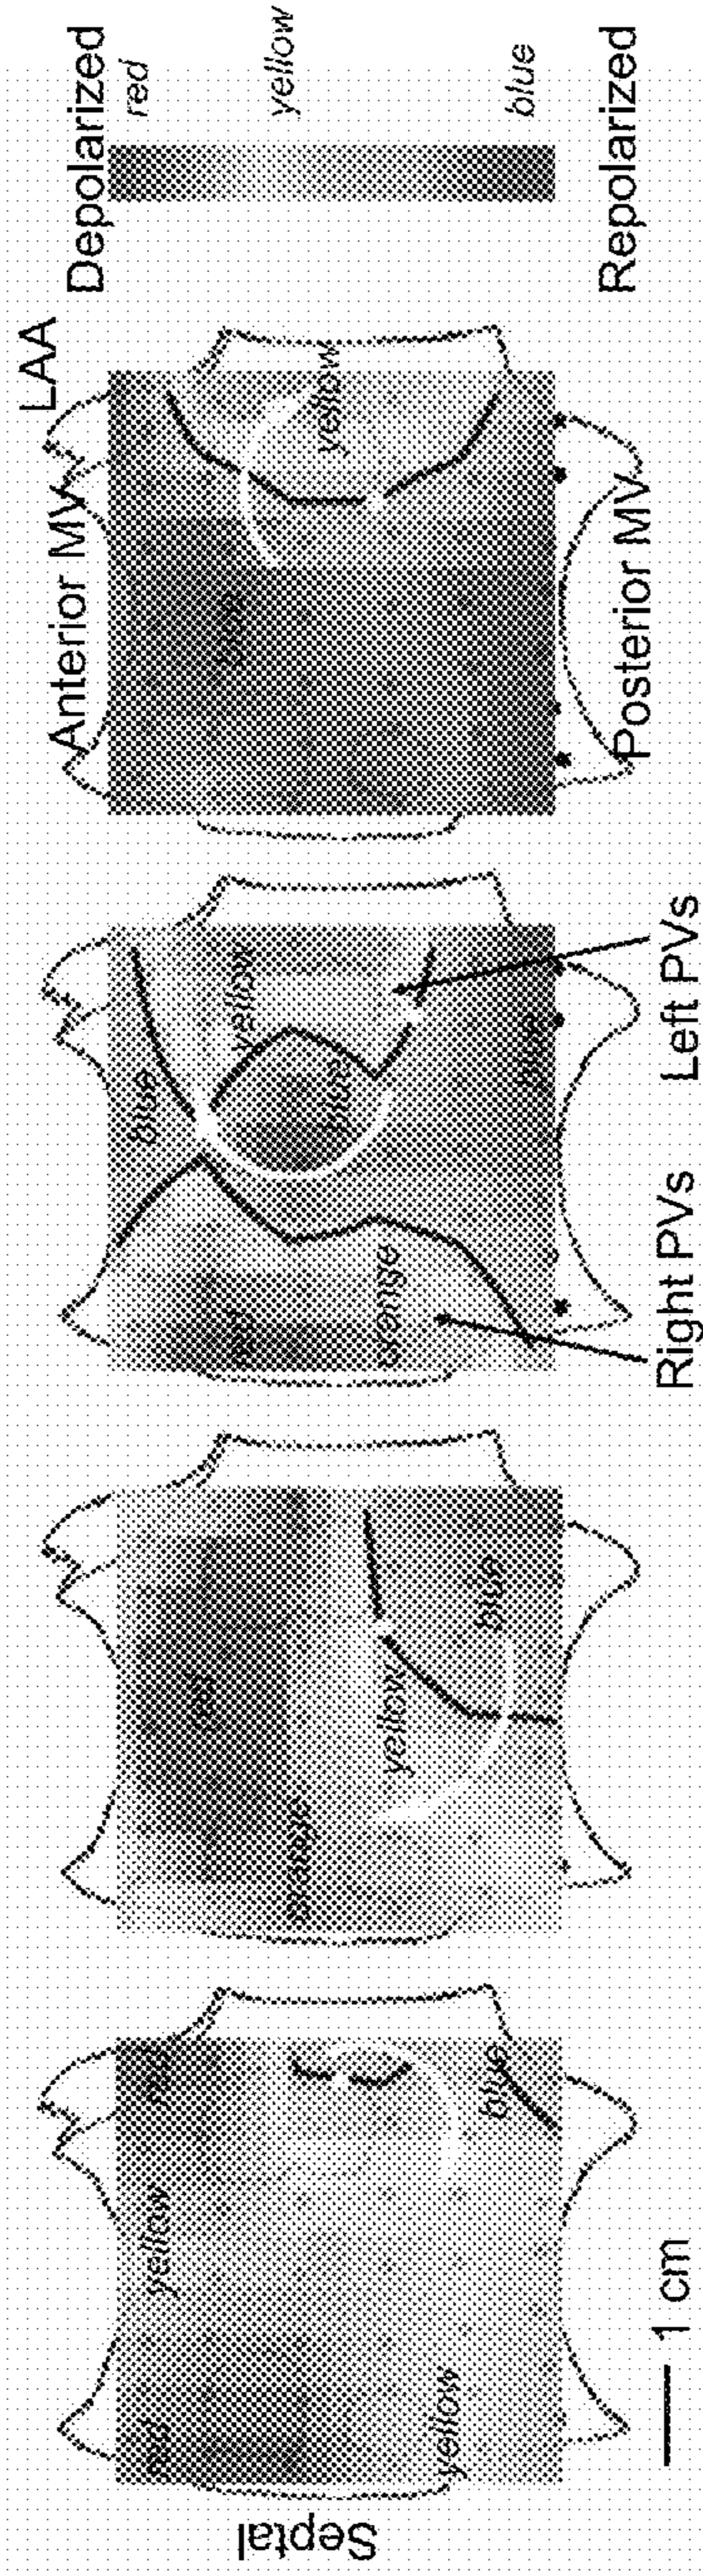 Septal
red
yellow
red
yellow
blue
1 cm
red
orange
yellow
blue
blue
red
orange
blue
yellow
blue
Right PVs
Left PVs
Anterior MV
LAA
blue
yellow
Posterior MV
Depolarized
red
yellow
blue
Repolarized